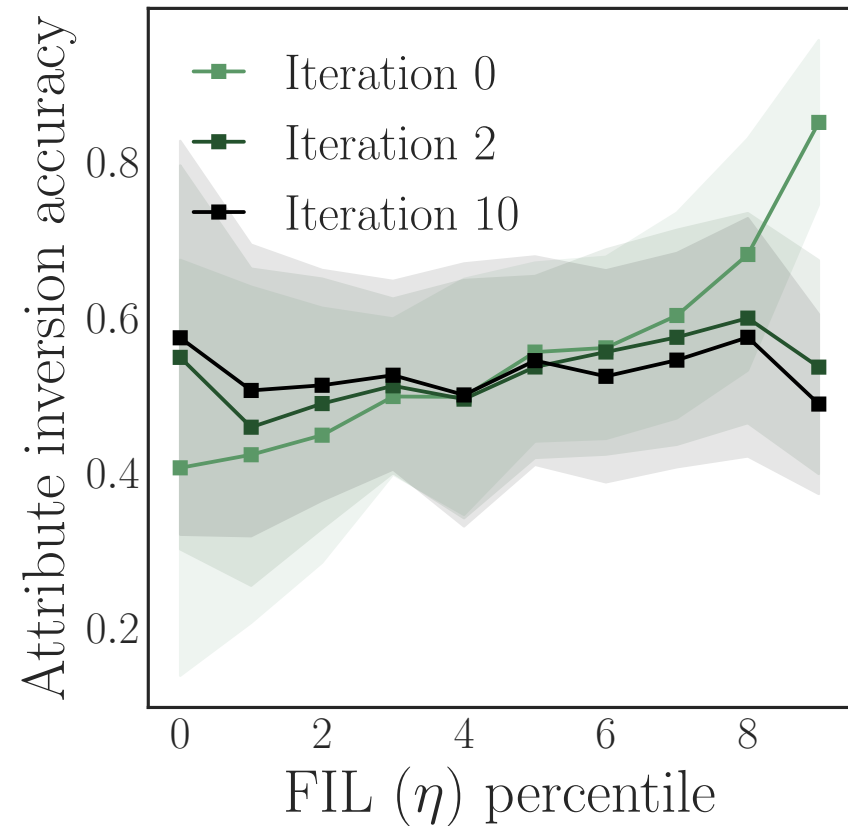 Attribute inversion accuracy
0.8
0.6
0.4
0.2
Iteration 0
Iteration 2
Iteration 10
0 2 4 6 8
FIL (η) percentile